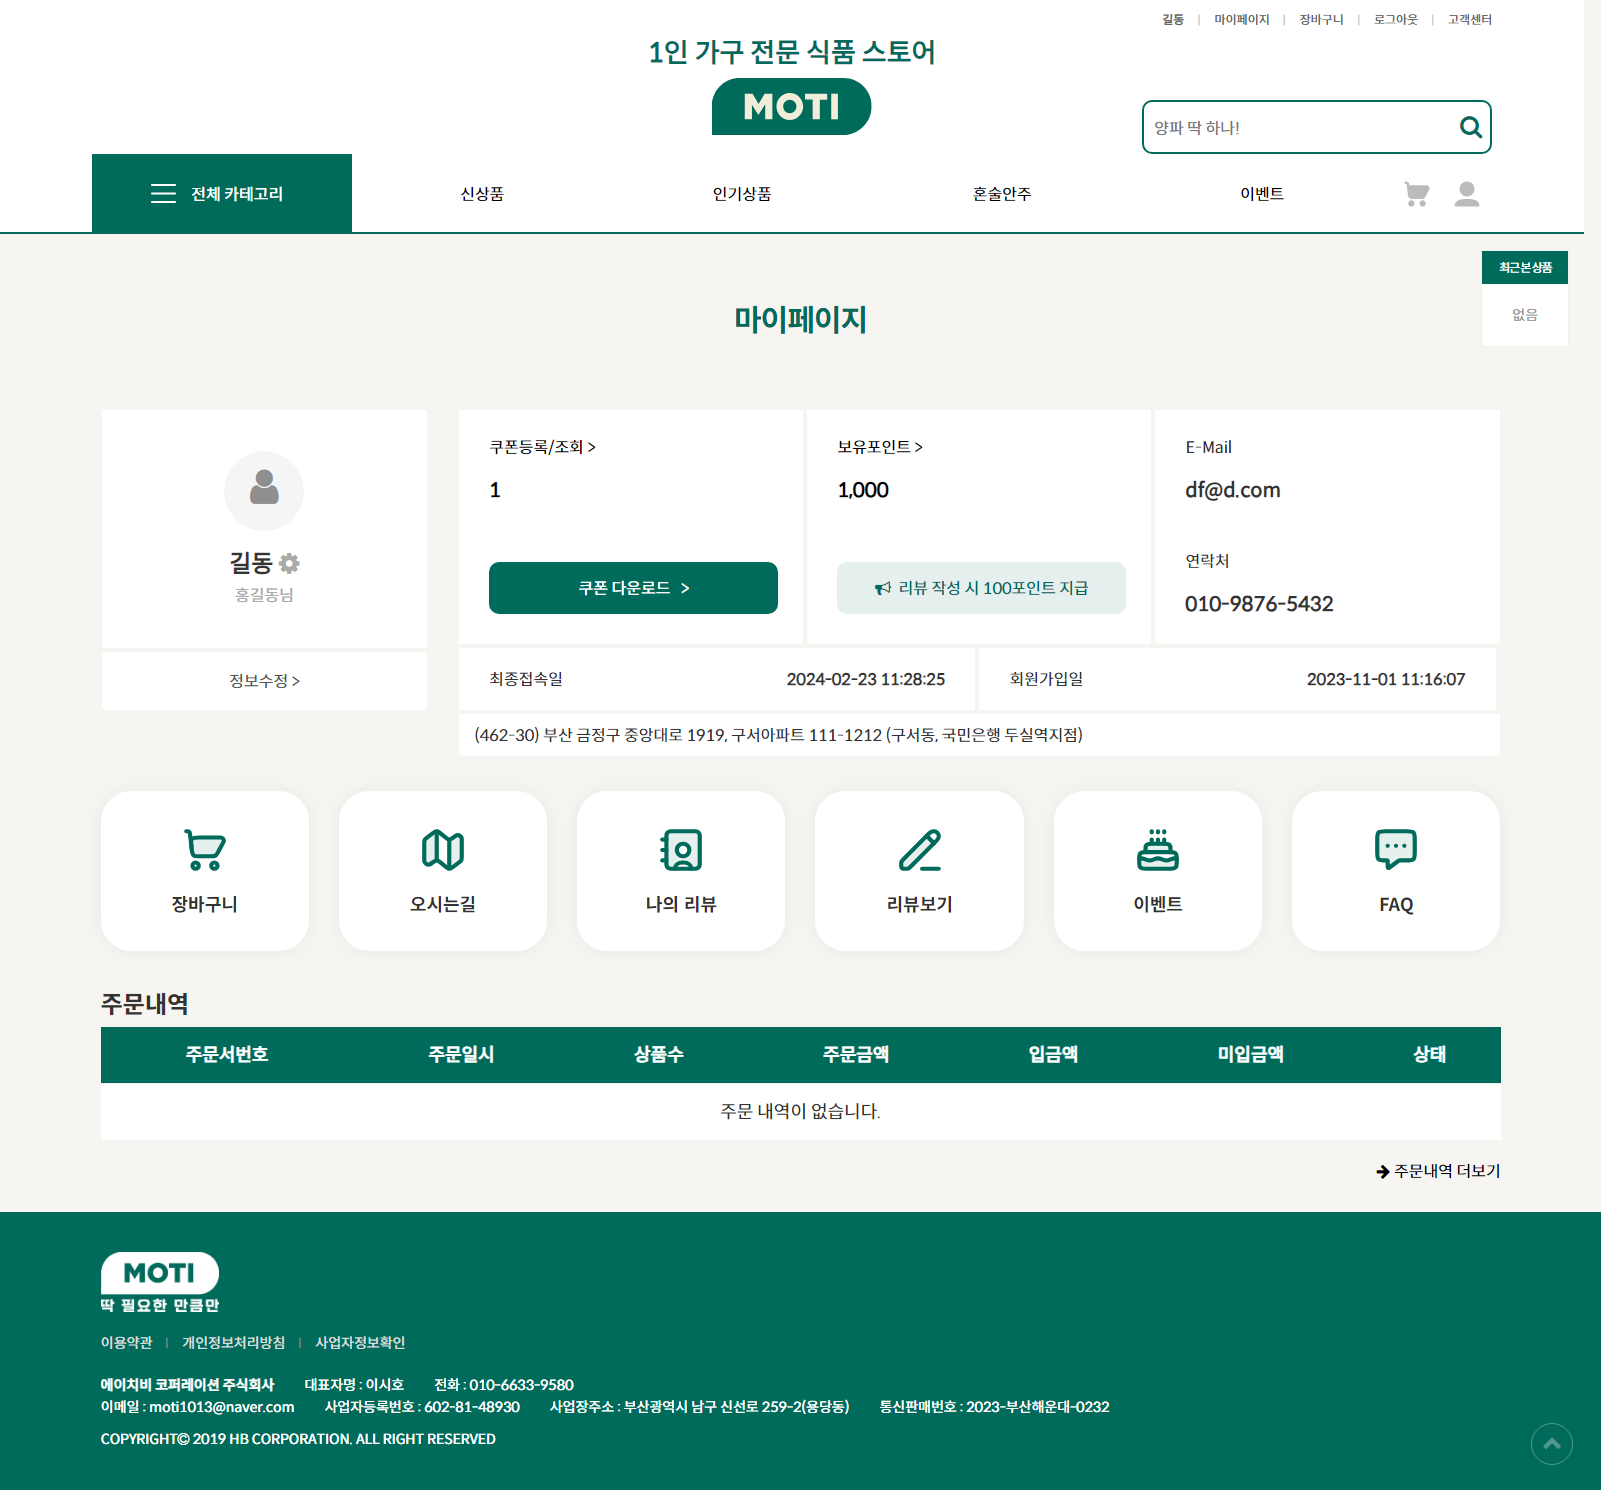 길동 | 마이페이지 | 장바구니 | 로그아웃 | 고객센터
1인 가구 전문 식품 스토어
MOTI
양파 딱 하나!
전체 카테고리 신상품 인기상품 혼술안주 이벤트
최근본상품
없음
마이페이지
길동
홍길동님
정보수정 >
쿠폰등록/조회 >
1
쿠폰 다운로드 >
보유포인트 >
1,000
리뷰 작성 시 100포인트 지급
E-Mail
df@d.com
연락처
010-9876-5432
최종접속일 2024-02-23 11:28:25
회원가입일 2023-11-01 11:16:07
(462-30) 부산 금정구 중앙대로 1919, 구서아파트 111-1212 (구서동, 국민은행 두실역지점)
장바구니 오시는길 나의 리뷰 리뷰보기 이벤트 FAQ
주문내역
주문서번호 주문일시 상품수 주문금액 입금액 미입금액 상태
주문 내역이 없습니다.
주문내역 더보기
MOTI
딱 필요한 만큼만
이용약관 | 개인정보처리방침 | 사업자정보확인
에이치비 코퍼레이션 주식회사 대표자명 : 이시호 전화 : 010-6633-9580
이메일 : moti1013@naver.com 사업자등록번호 : 602-81-48930 사업장주소 : 부산광역시 남구 신선로 259-2(용당동) 통신판매번호 : 2023-부산해운대-0232
COPYRIGHT© 2019 HB CORPORATION. ALL RIGHT RESERVED